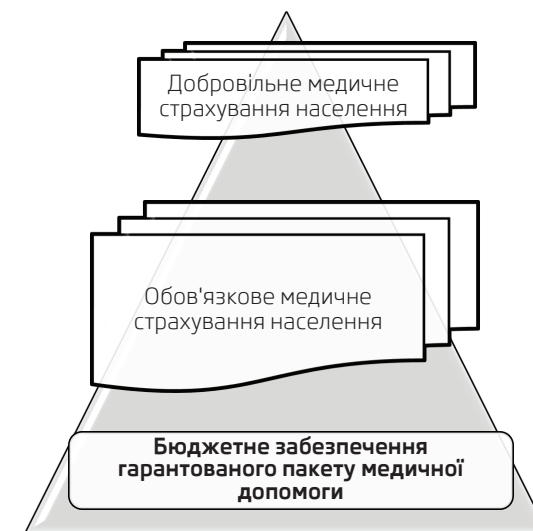 Добровільне медичне
страхування населення
Обов'язкове медичне
страхування населення
Бюджетне забезпечення
гарантованого пакету медичної
допомоги